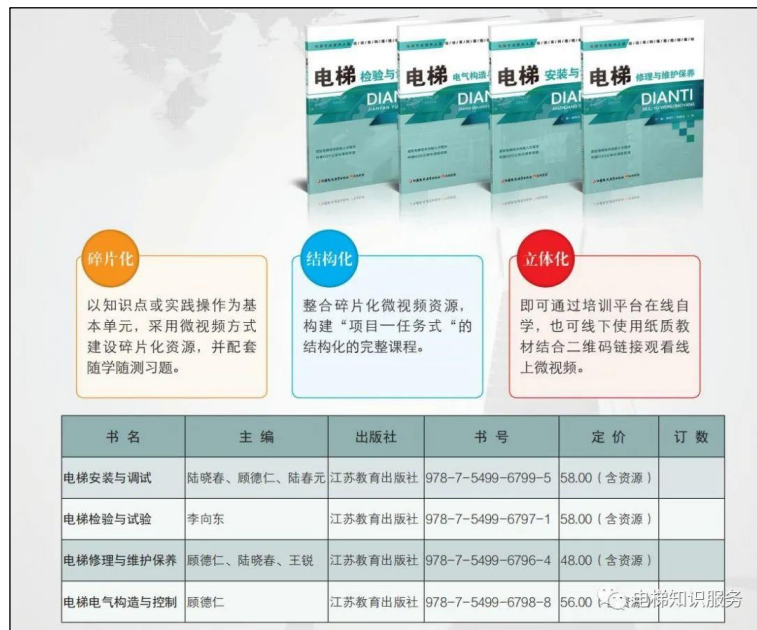 电梯 检验与
电梯 电气构造
电梯 安装与
电梯 修理与维护保养
DIAN
DIAN
DIAN
DIANTI
碎片化
以知识点或实践操作为基
本单元，采用微视频方式
建设碎片化资源，并配套
随学随测习题。
结构化
整合碎片化微视频资源，
构建“项目一任务式“的
结构化的完整课程。
立体化
即可通过培训平台在线自
学，也可线下使用纸质教
材结合二维码链接观看线
上微视频。
书 名 主 编 出版社 书 号 定 价 订 数
电梯安装与调试 陆晓春、顾德仁、陆春元 江苏教育出版社 978-7-5499-6799-5 58.00（含资源）
电梯检验与试验 李向东 江苏教育出版社 978-7-5499-6797-1 58.00（含资源）
电梯修理与维护保养 顾德仁、陆晓春、王锐 江苏教育出版社 978-7-5499-6796-4 48.00（含资源）
电梯电气构造与控制 顾德仁 江苏教育出版社 978-7-5499-6798-8 56.00（含资源）
电梯知识服务